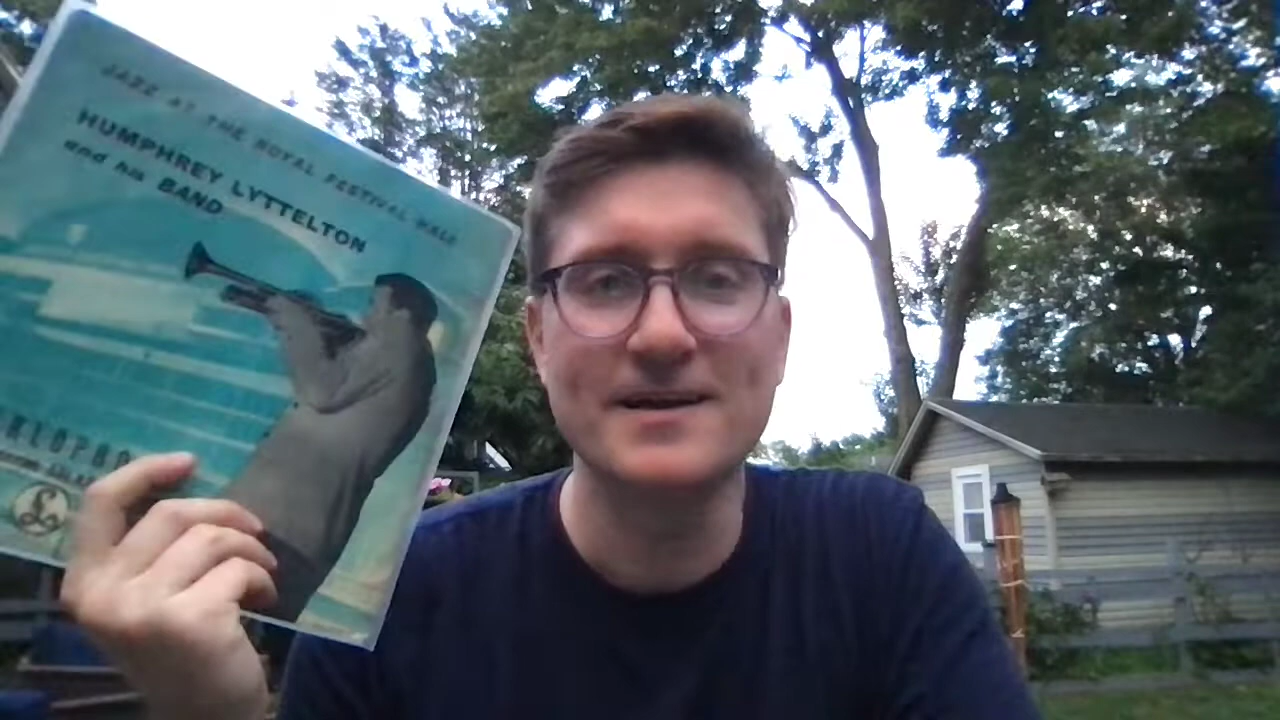 JAZZ AT THE ROYAL FESTIVAL HALL
HUMPHREY LYTTELTON
and his BAND